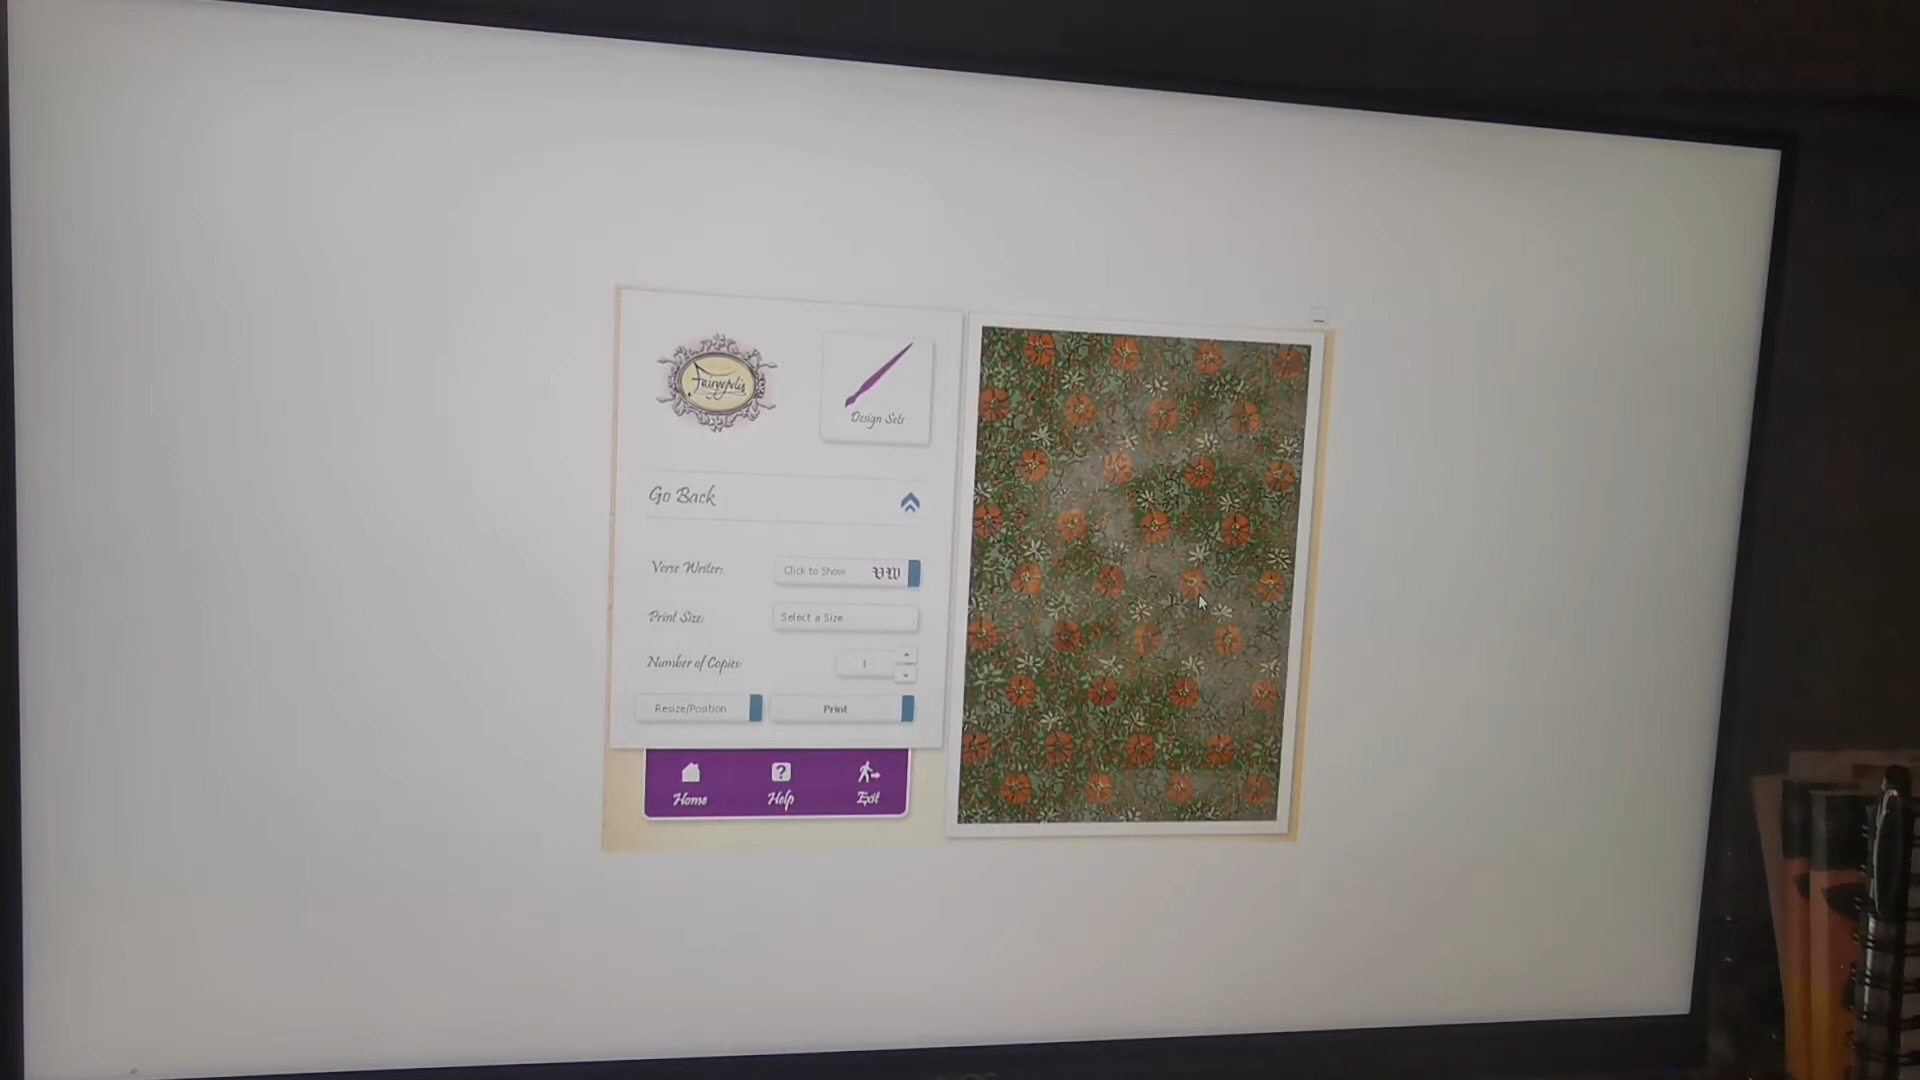 Fairyopolis
Design Sets
Go Back
Verse Writer:
Click to Show VW
Print Size:
Select a Size
Number of Copies:
1
Resize/Position
Print
Home
?
Help
Exit